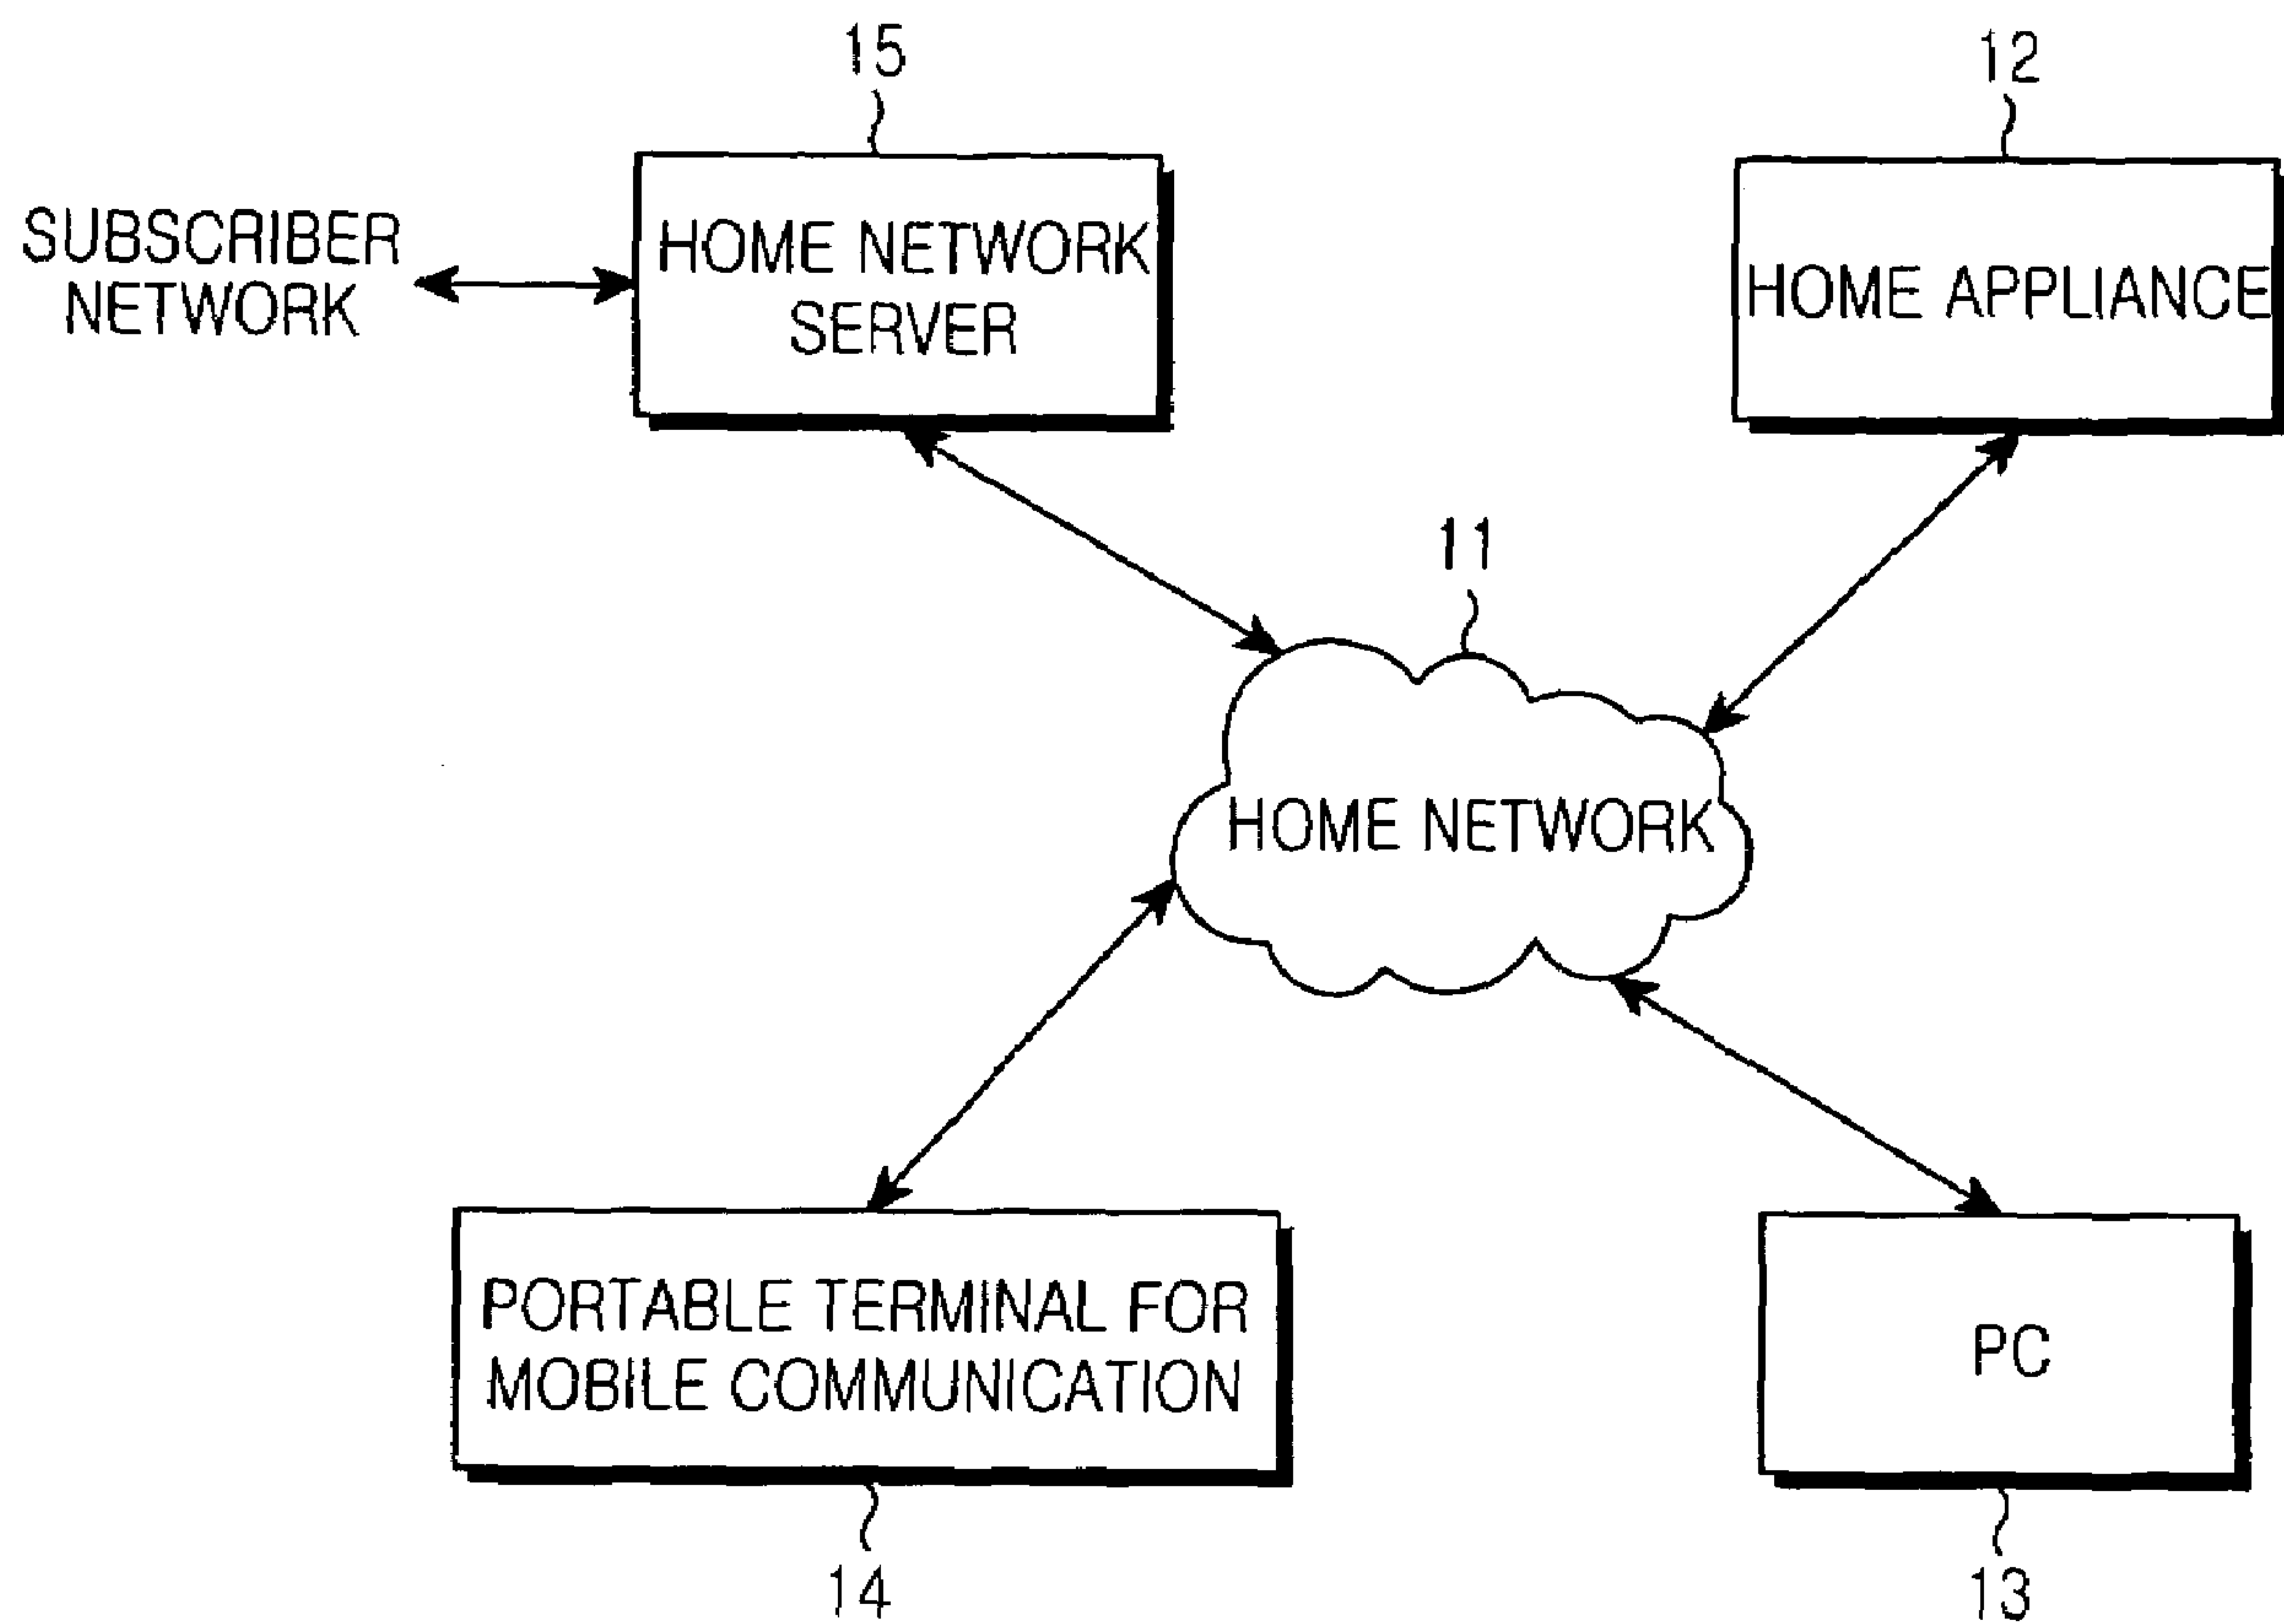 15
12
SUBSCRIBER
NETWORK
HOME NETWORK
SERVER
HOME APPLIANCE
11
HOME NETWORK
PORTABLE TERMINAL FOR
MOBILE COMMUNICATION
PC
14
13